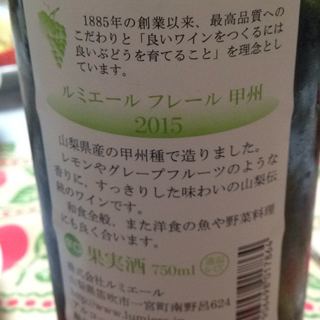 1885年の創業以来、最高品質への
こだわりと「良いワインをつくるには
良いぶどうを育てること」を理念とし
ています。
ルミエール フレール 甲州
2015
山梨県産の甲州種で造りました。
レモンやグレープフルーツのような
香りに、すっきりした味わいの山梨伝
統のワインです。
和食全般、また洋食の魚や野菜料理
にも良く合います。
果実酒 750ml
株式会社ルミエール
山梨県笛吹市一宮町南野呂624